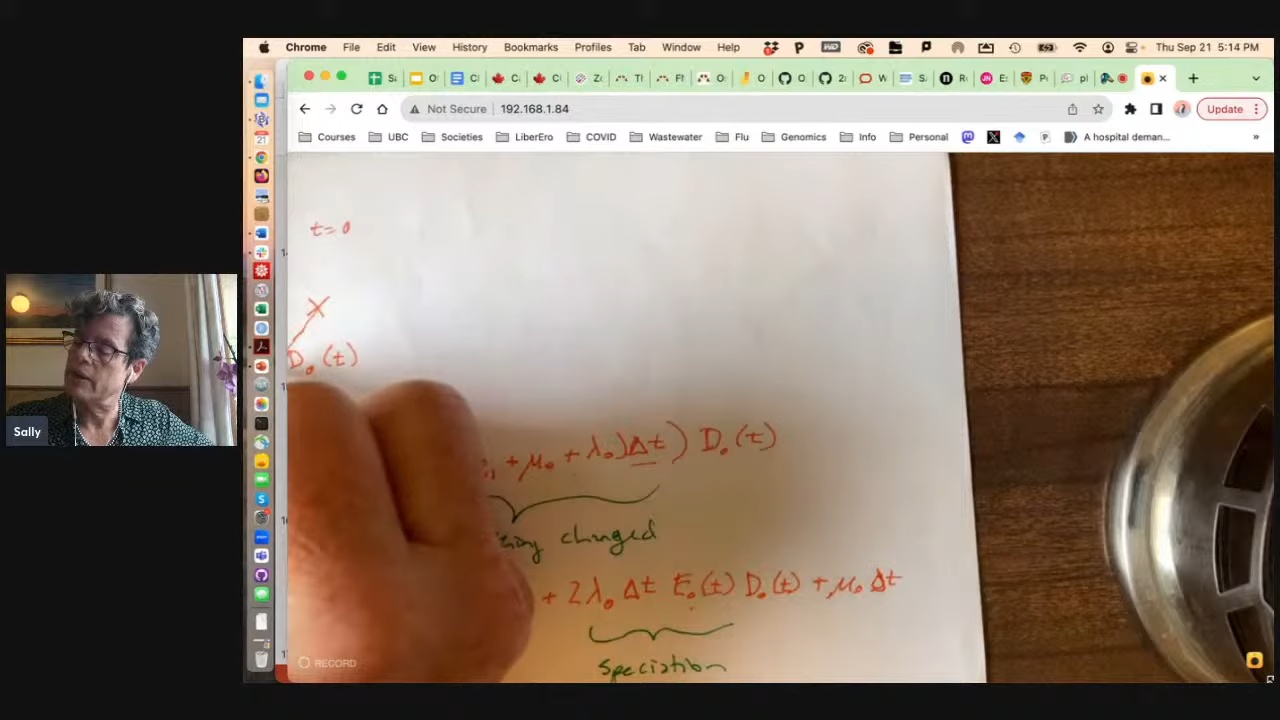 Chrome File Edit View History Bookmarks Profiles Tab Window Help Thu Sep 21 5:14 PM
Not Secure 192.168.1.84 Update
Courses UBC Societies LiberEro COVID Wastewater Flu Genomics Info Personal A hospital deman... »
t=0
X
D₀(t)
+ μ₀ + λ₀)Δt) D₀(t)
changed
+ 2λ₀ Δt E₀(t) D₀(t) + μ₀ Δt
speciation
RECORD
Sally